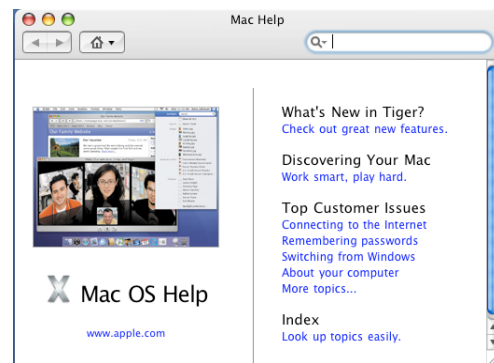 Mac Help
What's New in Tiger?
Check out great new features.
Discovering Your Mac
Work smart, play hard.
Top Customer Issues
Connecting to the Internet
Remembering passwords
Switching from Windows
About your computer
More topics...
Index
Look up topics easily.
Mac OS Help
www.apple.com